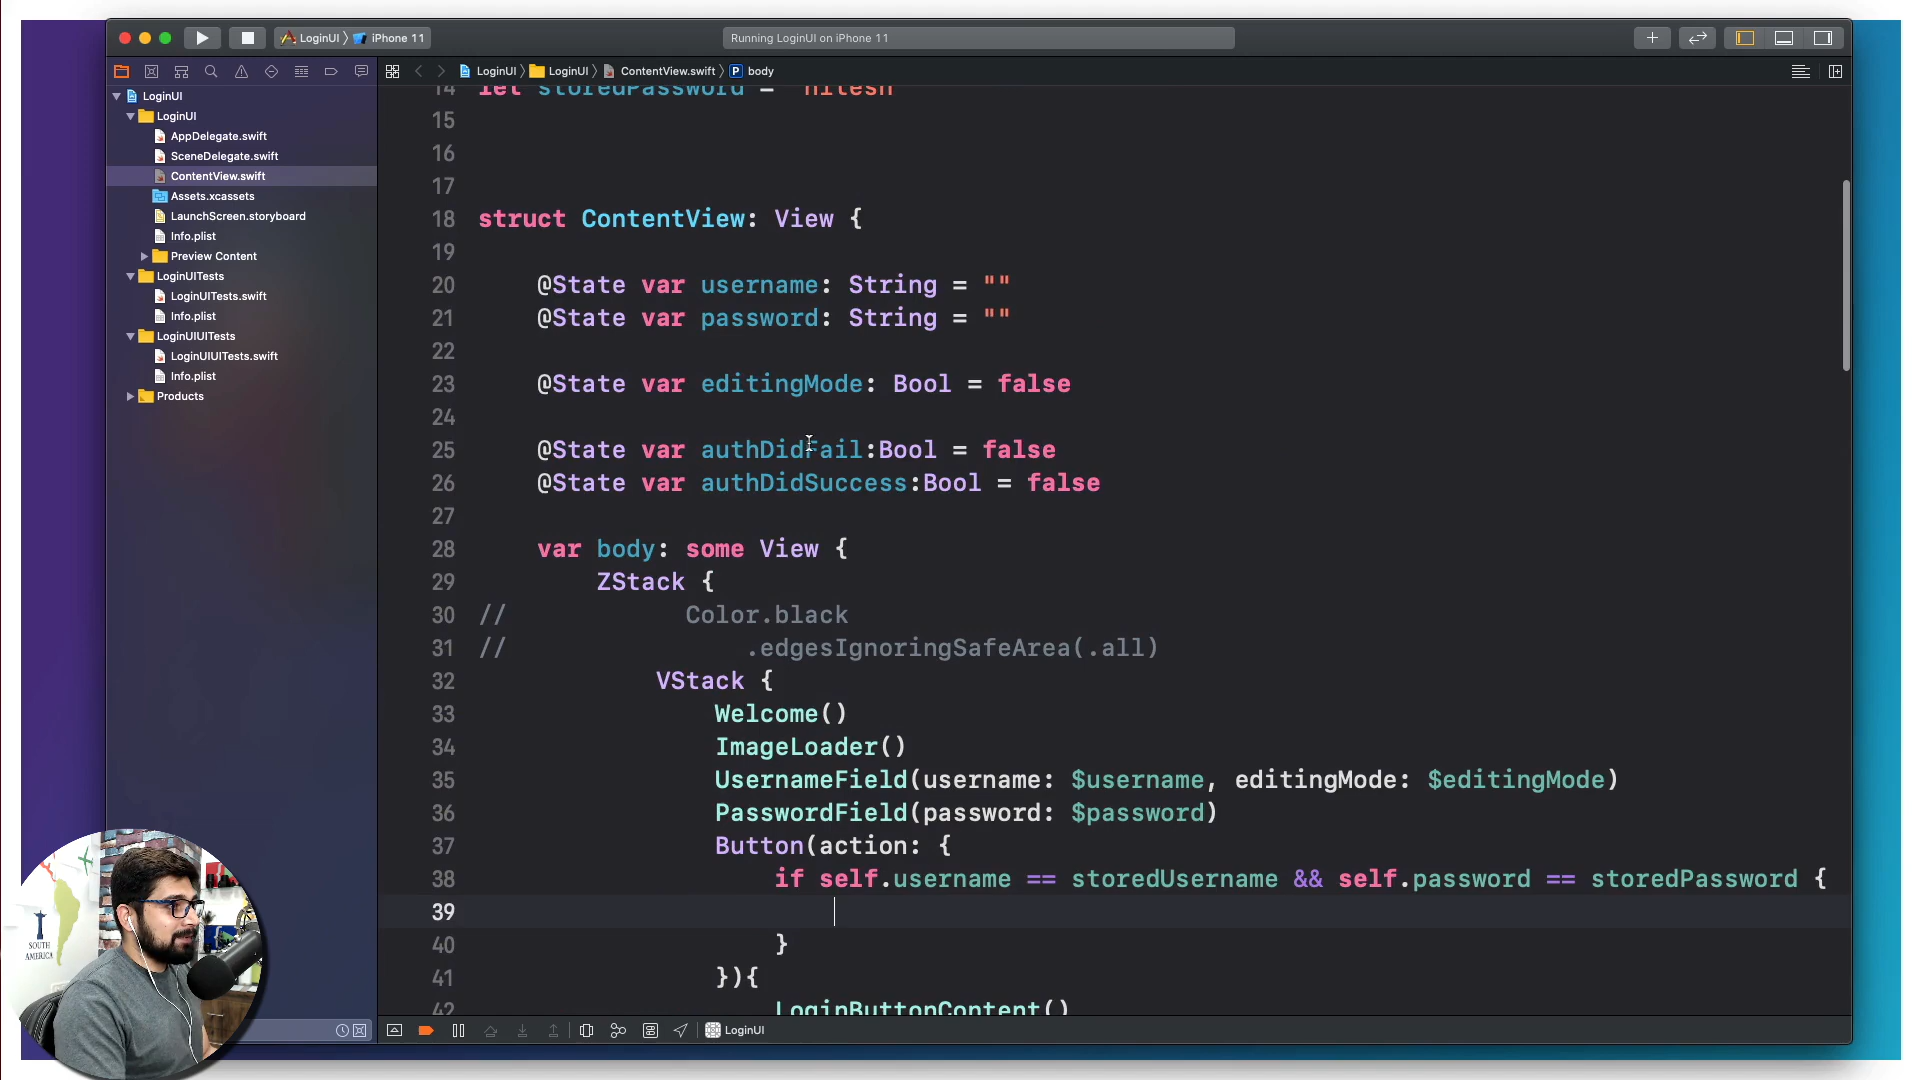 LoginUI
iPhone 11
Running LoginUI on iPhone 11
LoginUI
LoginUI
ContentView.swift
P
body
LoginUI
LoginUI
AppDelegate.swift
SceneDelegate.swift
ContentView.swift
Assets.xcassets
LaunchScreen.storyboard
Info.plist
Preview Content
LoginUITests
LoginUITests.swift
Info.plist
LoginUIUITests
LoginUIUITests.swift
Info.plist
Products
14 let storedPassword = "hitesh"
15
16
17
18 struct ContentView: View {
19
20 @State var username: String = ""
21 @State var password: String = ""
22
23 @State var editingMode: Bool = false
24
25 @State var authDidFail:Bool = false
26 @State var authDidSuccess:Bool = false
27
28 var body: some View {
29 ZStack {
30 // Color.black
31 // .edgesIgnoringSafeArea(.all)
32 VStack {
33 Welcome()
34 ImageLoader()
35 UsernameField(username: $username, editingMode: $editingMode)
36 PasswordField(password: $password)
37 Button(action: {
38 if self.username == storedUsername && self.password == storedPassword {
39
40 }
41 }){
42 LoginButtonContent()
LoginUI
SOUTH
AMERICA